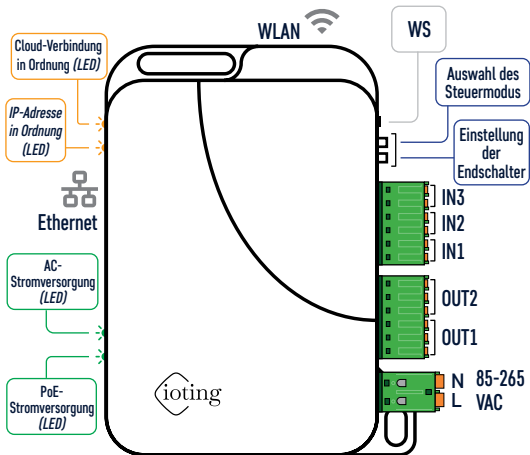 WLAN
WS
Cloud-Verbindung
in Ordnung (LED)
IP-Adresse
in Ordnung
(LED)
Ethernet
AC-
Stromversorgung
(LED)
PoE-
Stromversorgung
(LED)
Auswahl des
Steuermodus
Einstellung
der
Endschalter
IN3
IN2
IN1
OUT2
OUT1
N 85-265
L VAC
ioting